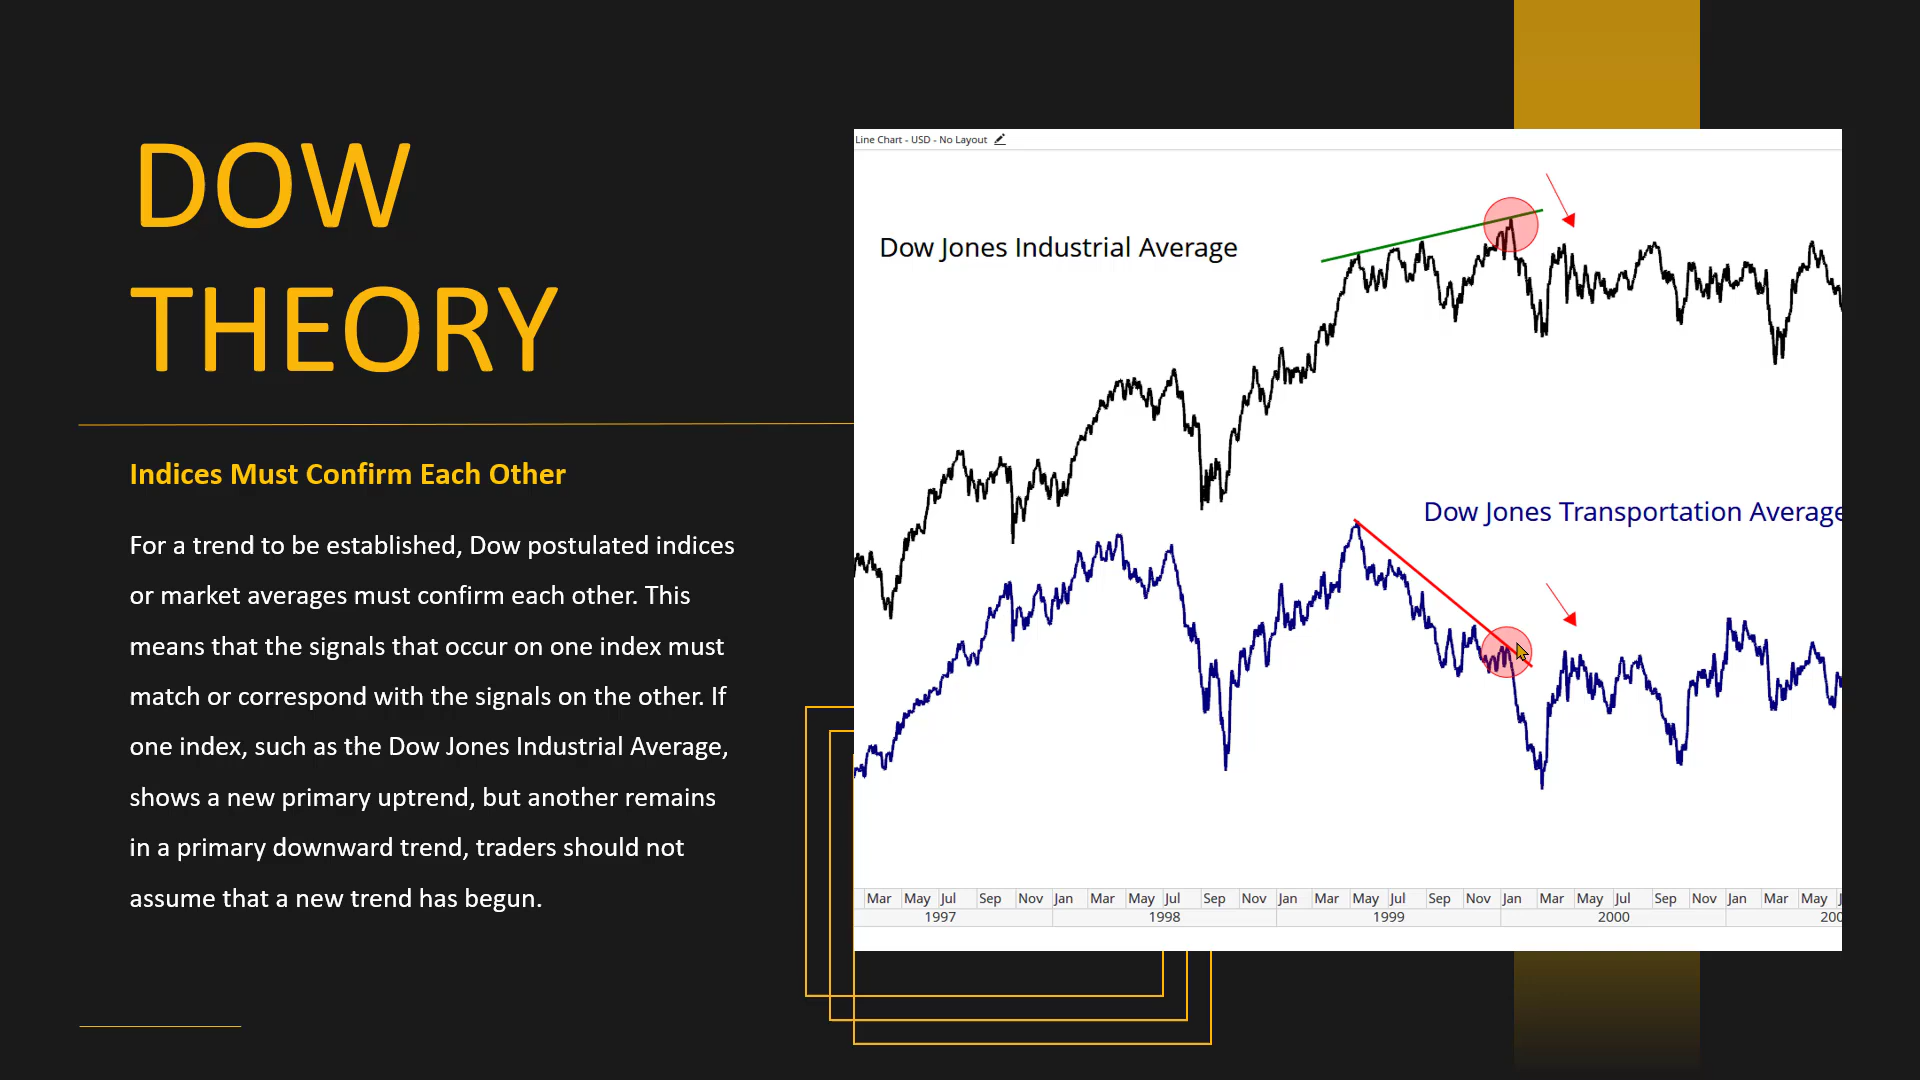 DOW
THEORY
Indices Must Confirm Each Other
For a trend to be established, Dow postulated indices
or market averages must confirm each other. This
means that the signals that occur on one index must
match or correspond with the signals on the other. If
one index, such as the Dow Jones Industrial Average,
shows a new primary uptrend, but another remains
in a primary downward trend, traders should not
assume that a new trend has begun.
Line Chart - USD - No Layout
Dow Jones Industrial Average
Dow Jones Transportation Average
Mar May Jul Sep Nov Jan Mar May Jul Sep Nov Jan Mar May Jul Sep Nov Jan Mar May Jul Sep Nov Jan Mar May J
1997 1998 1999 2000 200